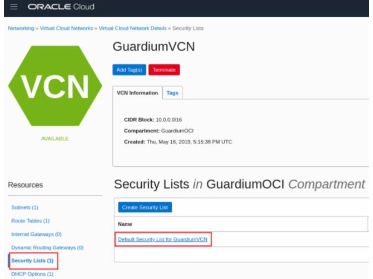 ORACLE Cloud
Networking » Virtual Cloud Networks » Virtual Cloud Network Details » Security Lists
VCN
AVAILABLE
GuardiumVCN
Add Tag(s)
Terminate
VCN Information
Tags
CIDR Block: 10.0.0.0/16
Compartment: GuardiumOCI
Created: Thu, May 16, 2019, 5:15:38 PM UTC
Resources
Subnets (1)
Route Tables (1)
Internet Gateways (0)
Dynamic Routing Gateways (0)
Security Lists (1)
DHCP Options (1)
Security Lists in GuardiumOCI Compartment
Create Security List
Name
Default Security List for GuardiumVCN